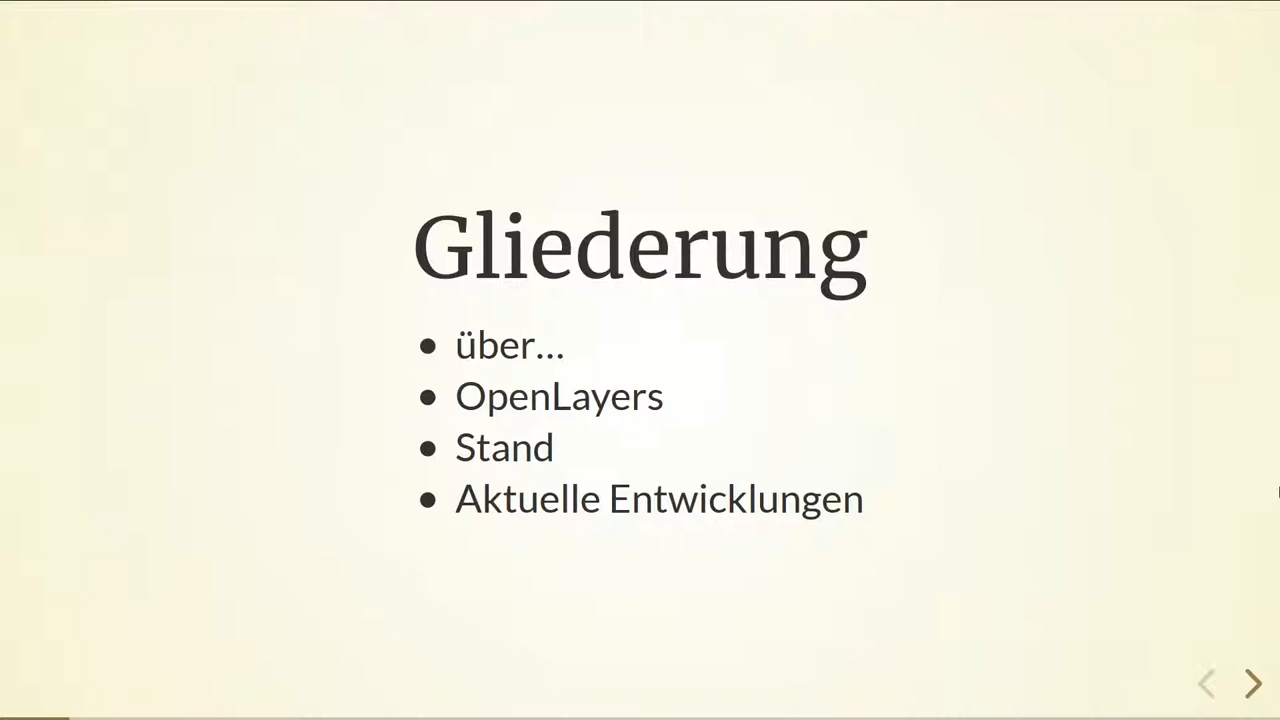 Gliederung
über...
OpenLayers
Stand
Aktuelle Entwicklungen